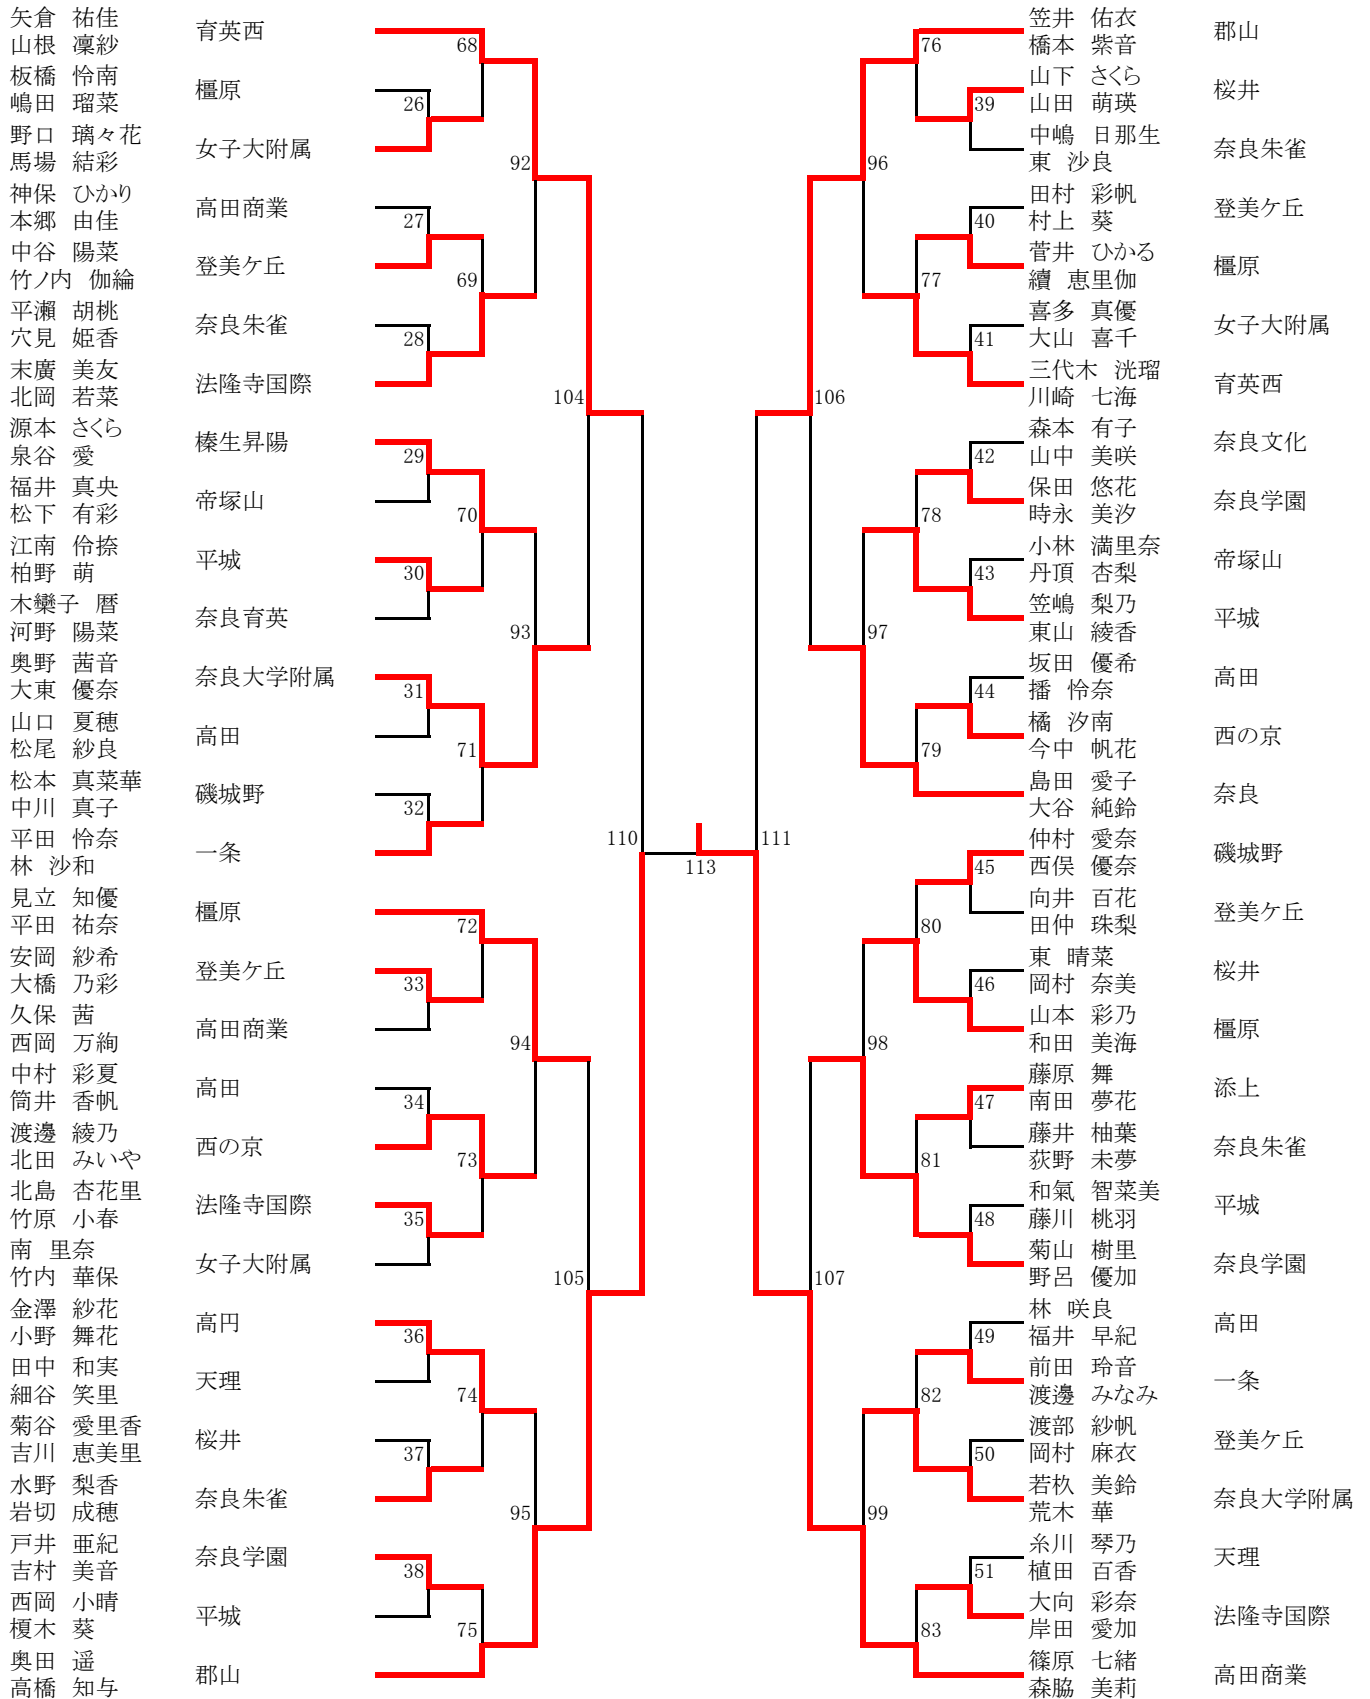 矢倉 祐佳
山根 凜紗
育英西
板橋 怜南
嶋田 瑠菜
橿原
野口 璃々花
馬場 結彩
女子大附属
神保 ひかり
本郷 由佳
高田商業
中谷 陽菜
竹ノ内 伽綸
登美ケ丘
平瀬 胡桃
穴見 姫香
奈良朱雀
末廣 美友
北岡 若菜
法隆寺国際
源本 さくら
泉谷 愛
榛生昇陽
福井 真央
松下 有彩
帝塚山
江南 伶捺
柏野 萌
平城
木欒子 暦
河野 陽菜
奈良育英
奥野 茜音
大東 優奈
奈良大学附属
山口 夏穂
松尾 紗良
高田
松本 真菜華
中川 真子
磯城野
平田 怜奈
林 沙和
一条
見立 知優
平田 祐奈
橿原
安岡 紗希
大橋 乃彩
登美ケ丘
久保 茜
西岡 万絢
高田商業
中村 彩夏
筒井 香帆
高田
渡邊 綾乃
北田 みいや
西の京
北島 杏花里
竹原 小春
法隆寺国際
南 里奈
竹内 華保
女子大附属
金澤 紗花
小野 舞花
高円
田中 和実
細谷 笑里
天理
菊谷 愛里香
吉川 恵美里
桜井
水野 梨香
岩切 成穂
奈良朱雀
戸井 亜紀
吉村 美音
奈良学園
西岡 小晴
榎木 葵
平城
奥田 遥
高橋 知与
郡山
68
26
92
27
69
28
104
29
70
30
93
31
71
32
110
72
33
94
34
73
35
105
36
74
37
95
38
75
113
76
39
96
40
77
41
106
42
78
43
97
44
79
111
45
80
46
98
47
81
48
107
49
82
50
99
51
83
笠井 佑衣
橋本 紫音
郡山
山下 さくら
山田 萌瑛
桜井
中嶋 日那生
東 沙良
奈良朱雀
田村 彩帆
村上 葵
登美ケ丘
菅井 ひかる
續 恵里伽
橿原
喜多 真優
大山 喜千
女子大附属
三代木 洸瑠
川崎 七海
育英西
森本 有子
山中 美咲
奈良文化
保田 悠花
時永 美汐
奈良学園
小林 満里奈
丹頂 杏梨
帝塚山
笠嶋 梨乃
東山 綾香
平城
坂田 優希
播 怜奈
高田
橘 汐南
今中 帆花
西の京
島田 愛子
大谷 純鈴
奈良
仲村 愛奈
西俣 優奈
磯城野
向井 百花
田仲 珠梨
登美ケ丘
東 晴菜
岡村 奈美
桜井
山本 彩乃
和田 美海
橿原
藤原 舞
南田 夢花
添上
藤井 柚葉
荻野 未夢
奈良朱雀
和氣 智菜美
藤川 桃羽
平城
菊山 樹里
野呂 優加
奈良学園
林 咲良
福井 早紀
高田
前田 玲音
渡邊 みなみ
一条
渡部 紗帆
岡村 麻衣
登美ケ丘
若杦 美鈴
荒木 華
奈良大学附属
糸川 琴乃
植田 百香
天理
大向 彩奈
岸田 愛加
法隆寺国際
篠原 七緒
森脇 美莉
高田商業